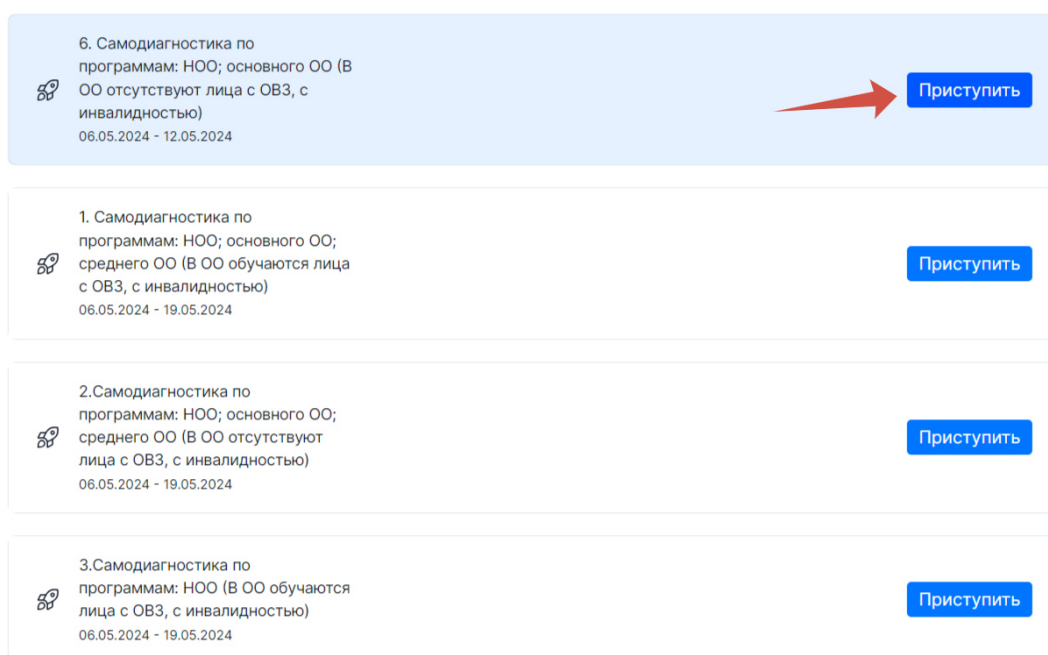 6. Самодиагностика по
программам: НОО; основного ОО (В
ОО отсутствуют лица с ОВЗ, с
инвалидностью)
06.05.2024 - 12.05.2024
Приступить
1. Самодиагностика по
программам: НОО; основного ОО;
среднего ОО (В ОО обучаются лица
с ОВЗ, с инвалидностью)
06.05.2024 - 19.05.2024
Приступить
2.Самодиагностика по
программам: НОО; основного ОО;
среднего ОО (В ОО отсутствуют
лица с ОВЗ, с инвалидностью)
06.05.2024 - 19.05.2024
Приступить
3.Самодиагностика по
программам: НОО (В ОО обучаются
лица с ОВЗ, с инвалидностью)
06.05.2024 - 19.05.2024
Приступить